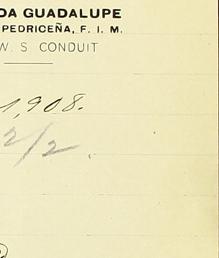 DA GUADALUPE
PEDRICEÑA, F. I. M.
W. S CONDUIT
1,908.
2/2.